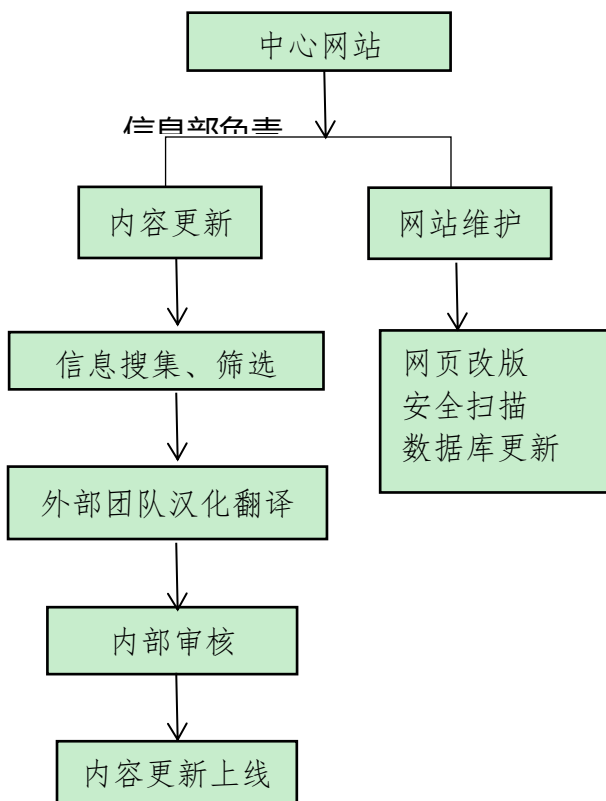 中心网站
信息部负责
内容更新
网站维护
信息搜集、筛选
网页改版
安全扫描
数据库更新
外部团队汉化翻译
内部审核
内容更新上线